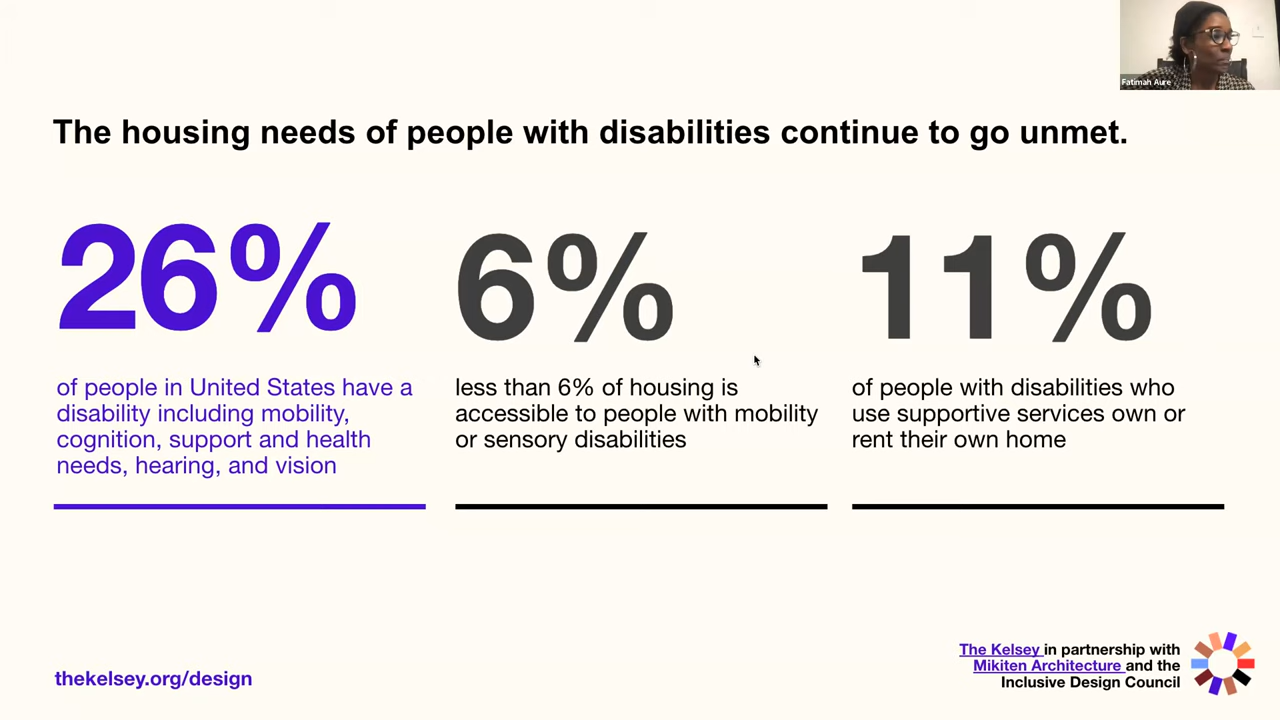 Fatimah Aure
The housing needs of people with disabilities continue to go unmet.
26%
of people in United States have a
disability including mobility,
cognition, support and health
needs, hearing, and vision
6%
less than 6% of housing is
accessible to people with mobility
or sensory disabilities
11%
of people with disabilities who
use supportive services own or
rent their own home
thekelsey.org/design
The Kelsey in partnership with
Mikiten Architecture and the
Inclusive Design Council